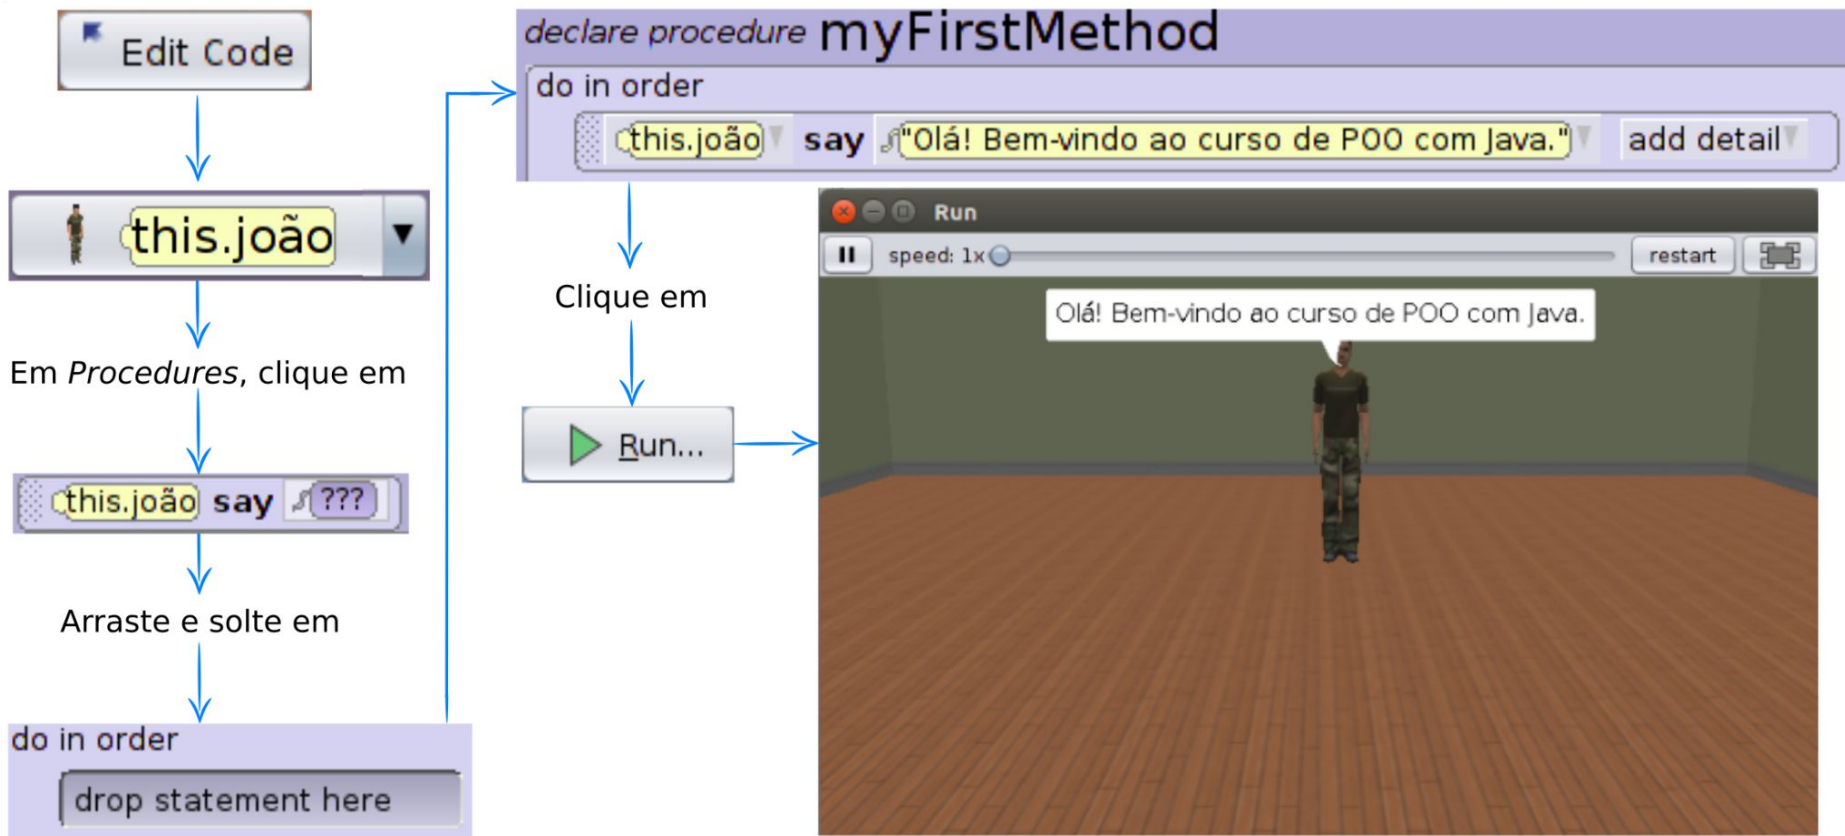 Edit Code
this.joão
Em Procedures, clique em
this.joão say ???
Arraste e solte em
do in order
drop statement here
declare procedure myFirstMethod
do in order
this.joão say "Olá! Bem-vindo ao curso de POO com Java." add detail
Clique em
Run...
Run
speed: 1x restart
Olá! Bem-vindo ao curso de POO com Java.